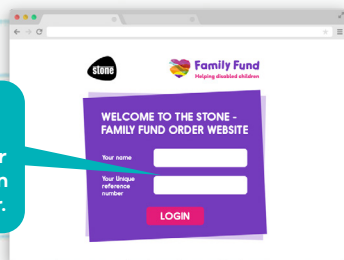 stone
Family Fund
Helping disabled children
WELCOME TO THE STONE -
FAMILY FUND ORDER WEBSITE
Your name
Your Unique
reference
number
LOGIN
r.